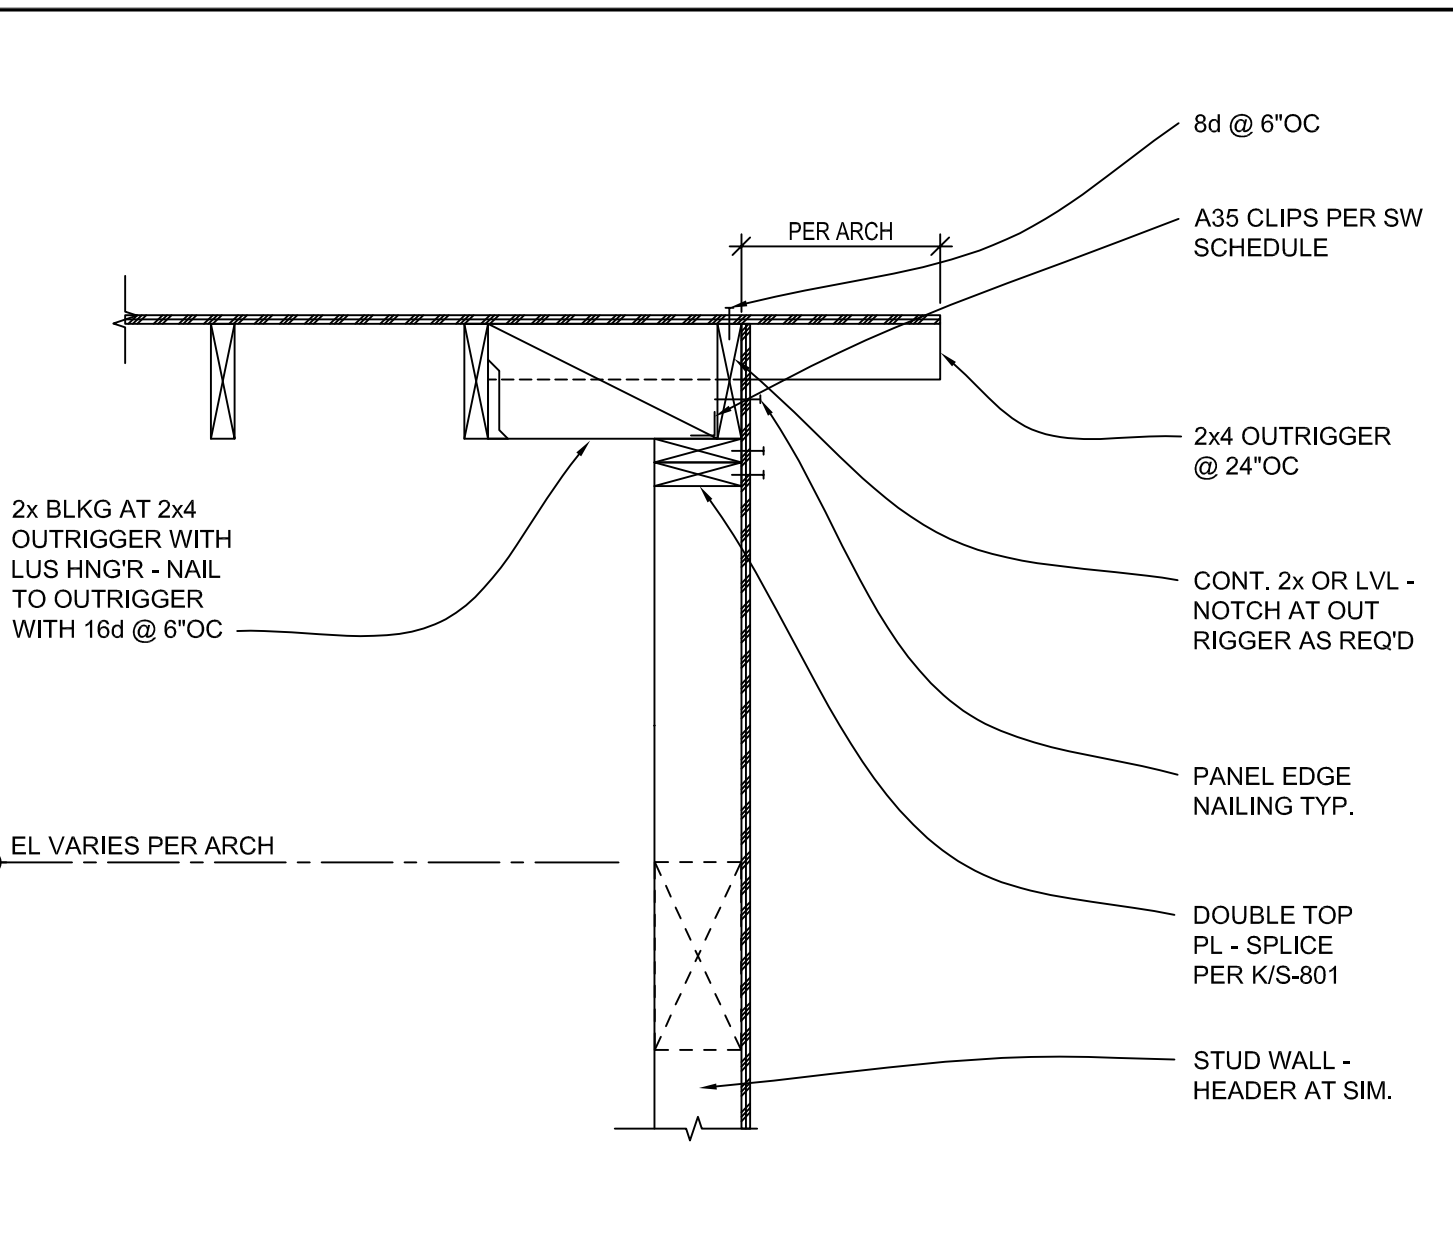 8d @ 6"OC
A35 CLIPS PER SW
SCHEDULE
PER ARCH
2x4 OUTRIGGER
@ 24"OC
2x BLKG AT 2x4
OUTRIGGER WITH
LUS HNG'R - NAIL
TO OUTRIGGER
WITH 16d @ 6"OC
CONT. 2x OR LVL -
NOTCH AT OUT
RIGGER AS REQ'D
PANEL EDGE
NAILING TYP.
EL VARIES PER ARCH
DOUBLE TOP
PL - SPLICE
PER K/S-801
STUD WALL -
HEADER AT SIM.